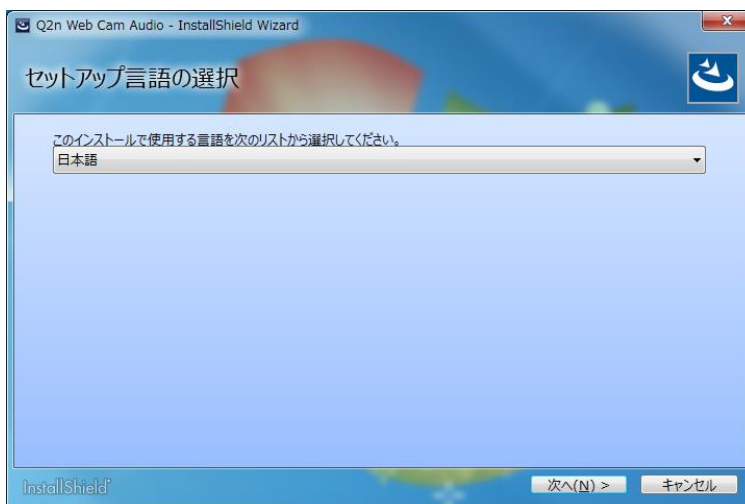 Q2n Web Cam Audio - InstallShield Wizard
セットアップ言語の選択
このインストールで使用する言語を次のリストから選択してください。
日本語
InstallShield
次へ(N) >
キャンセル